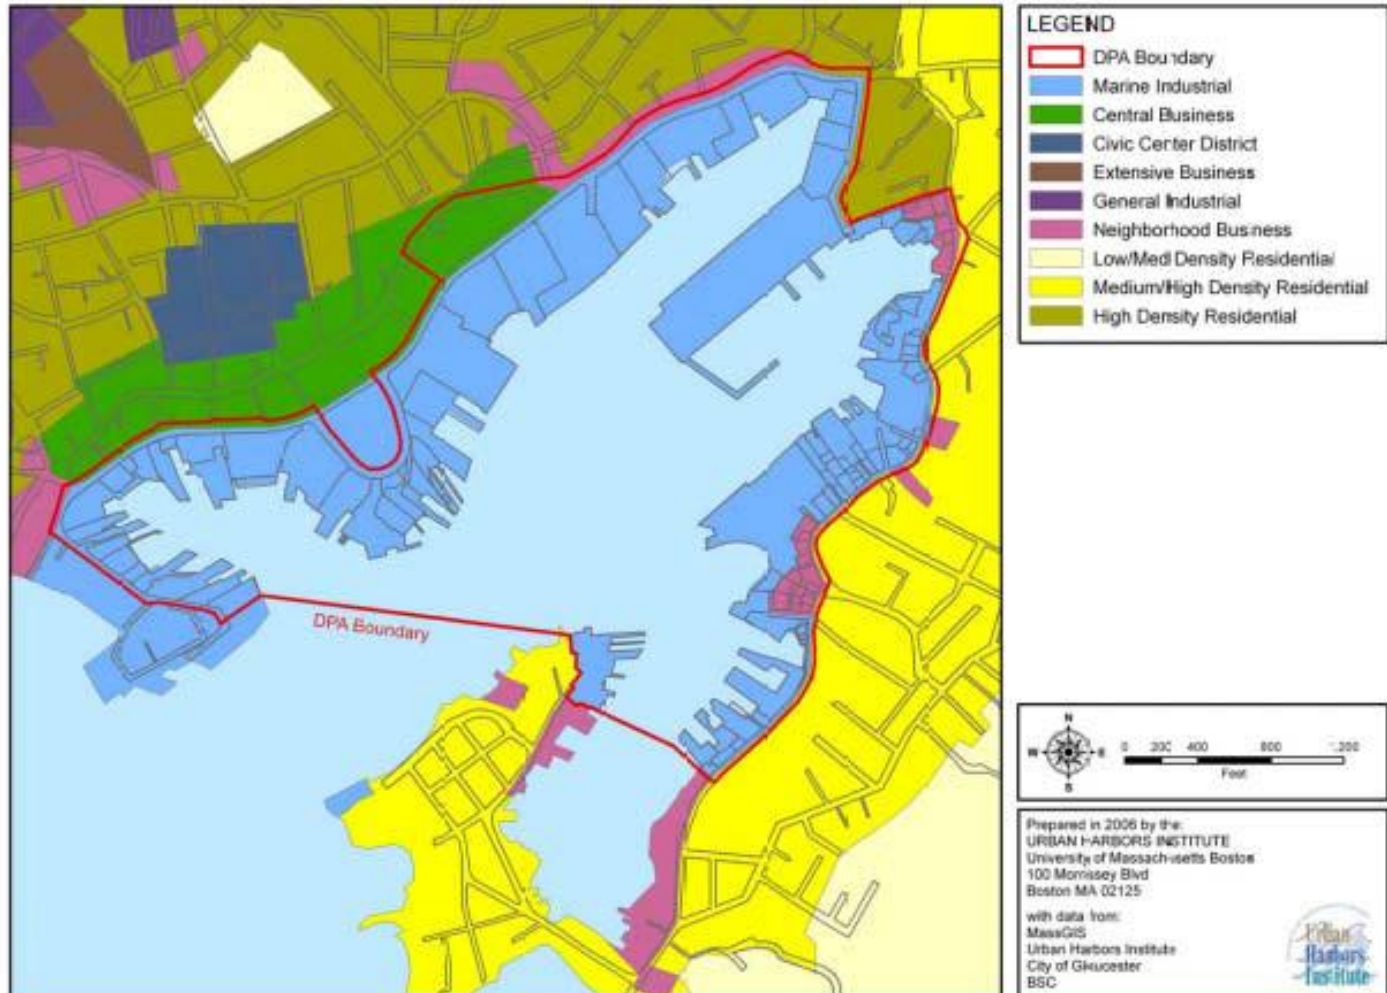 DPA Boundary
LEGEND
DPA Boundary
Marine Industrial
Central Business
Civic Center District
Extensive Business
General Industrial
Neighborhood Business
Low/Med Density Residential
Medium/High Density Residential
High Density Residential
N
W E
S
0 200 400 800 1,200
Feet
Prepared in 2006 by the:
URBAN HARBORS INSTITUTE
University of Massachusetts Boston
100 Morrissey Blvd
Boston MA 02125
with data from:
MassGIS
Urban Harbors Institute
City of Gloucester
BSC
Urban
Harbors
Institute